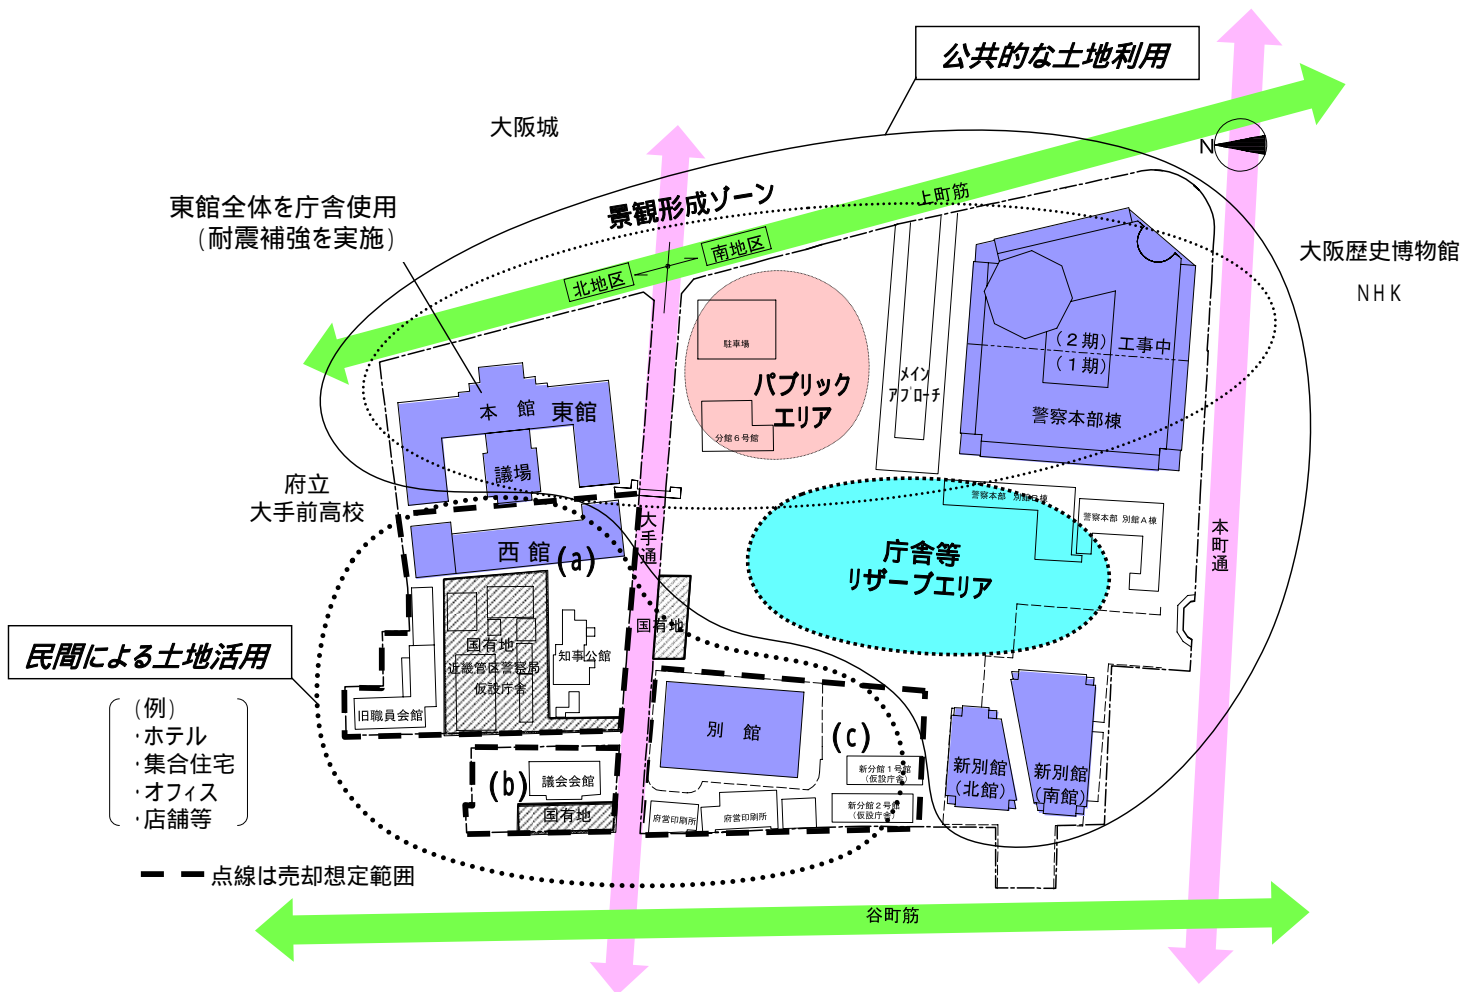 公共的な土地利用
大阪城
N
東館全体を庁舎使用
(耐震補強を実施)
景観形成ゾーン
上町筋
南地区
北地区
大阪歴史博物館
NHK
駐車場
パブリック
エリア
分館6号館
メイン
アプローチ
(2期)
工事中
(1期)
警察本部棟
本 館
東館
議場
府立
大手前高校
西館
(a)
大手通
警察本部 別館B棟
警察本部 別館A棟
本町通
庁舎等
リザーブエリア
国有地
民間による土地活用
(例)
・ホテル
・集合住宅
・オフィス
・店舗等
国有地
近畿管区警察局
仮設庁舎
知事公館
旧職員会館
別 館
(c)
新分館1号館
(仮設庁舎)
新分館2号館
(仮設庁舎)
新別館
(北館)
新別館
(南館)
(b)
議会会館
国有地
府営印刷所
府営印刷所
点線は売却想定範囲
谷町筋